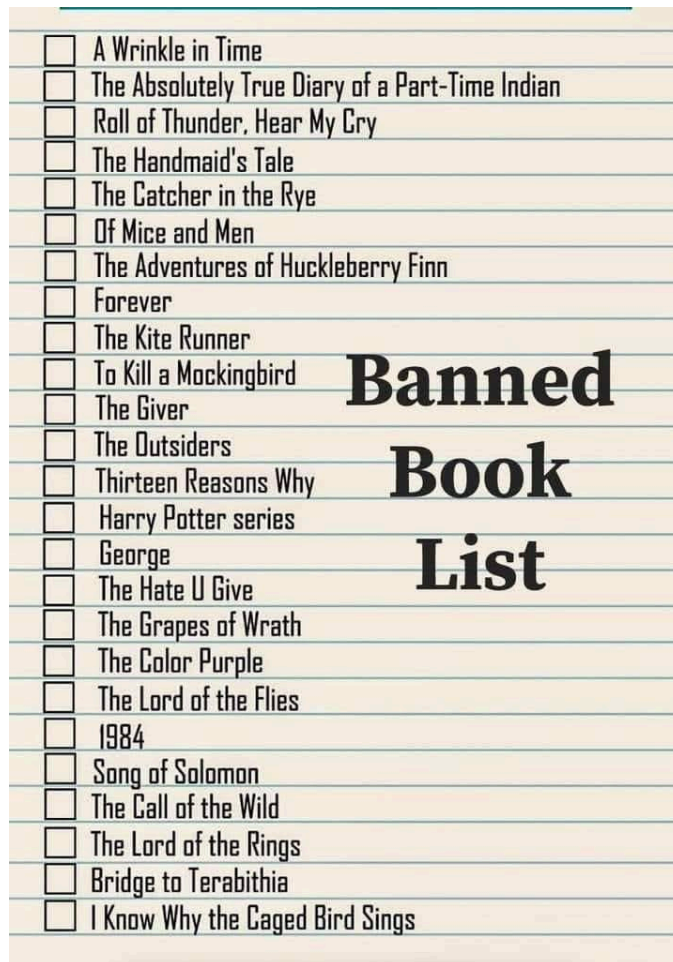 A Wrinkle in Time
The Absolutely True Diary of a Part-Time Indian
Roll of Thunder, Hear My Cry
The Handmaid's Tale
The Catcher in the Rye
Of Mice and Men
The Adventures of Huckleberry Finn
Forever
The Kite Runner
To Kill a Mockingbird
The Giver
The Outsiders
Thirteen Reasons Why
Harry Potter series
George
The Hate U Give
The Grapes of Wrath
The Color Purple
The Lord of the Flies
1984
Song of Solomon
The Call of the Wild
The Lord of the Rings
Bridge to Terabithia
I Know Why the Caged Bird Sings
Banned
Book
List